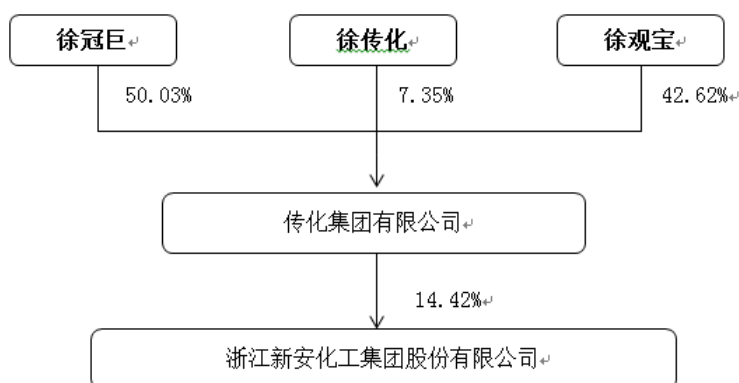 徐冠巨 徐传化 徐观宝
50.03% 7.35% 42.62%
传化集团有限公司
14.42%
浙江新安化工集团股份有限公司